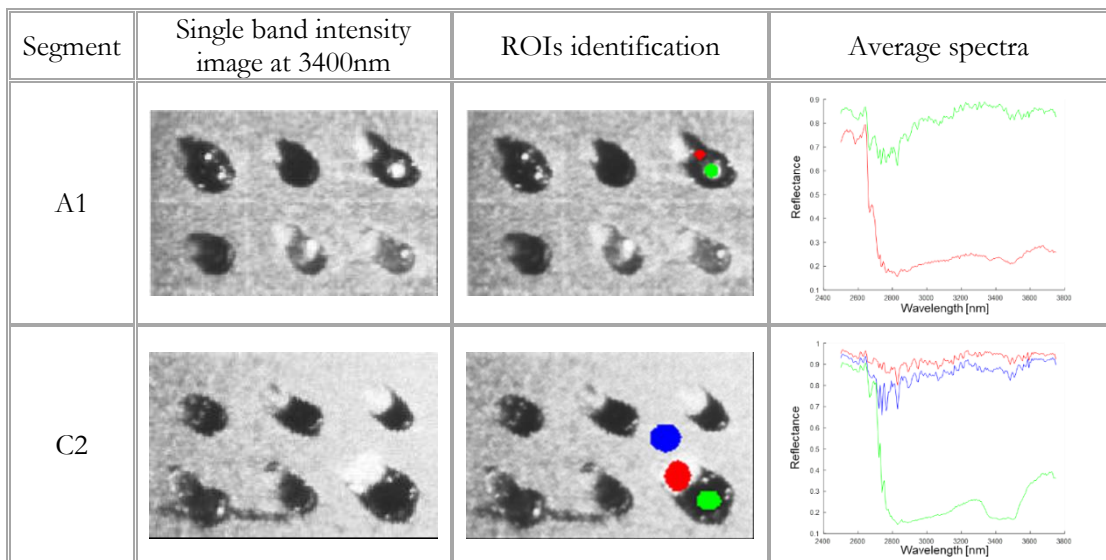 Segment
Single band intensity
image at 3400nm
ROIs identification
Average spectra
A1
0.9
0.8
0.7
0.6
0.5
0.4
0.3
0.2
0.1
Reflectance
2400 2600 2800 3000 3200 3400 3600 3800
Wavelength [nm]
C2
1
0.9
0.8
0.7
0.6
0.5
0.4
0.3
0.2
0.1
Reflectance
2400 2600 2800 3000 3200 3400 3600 3800
Wavelength [nm]